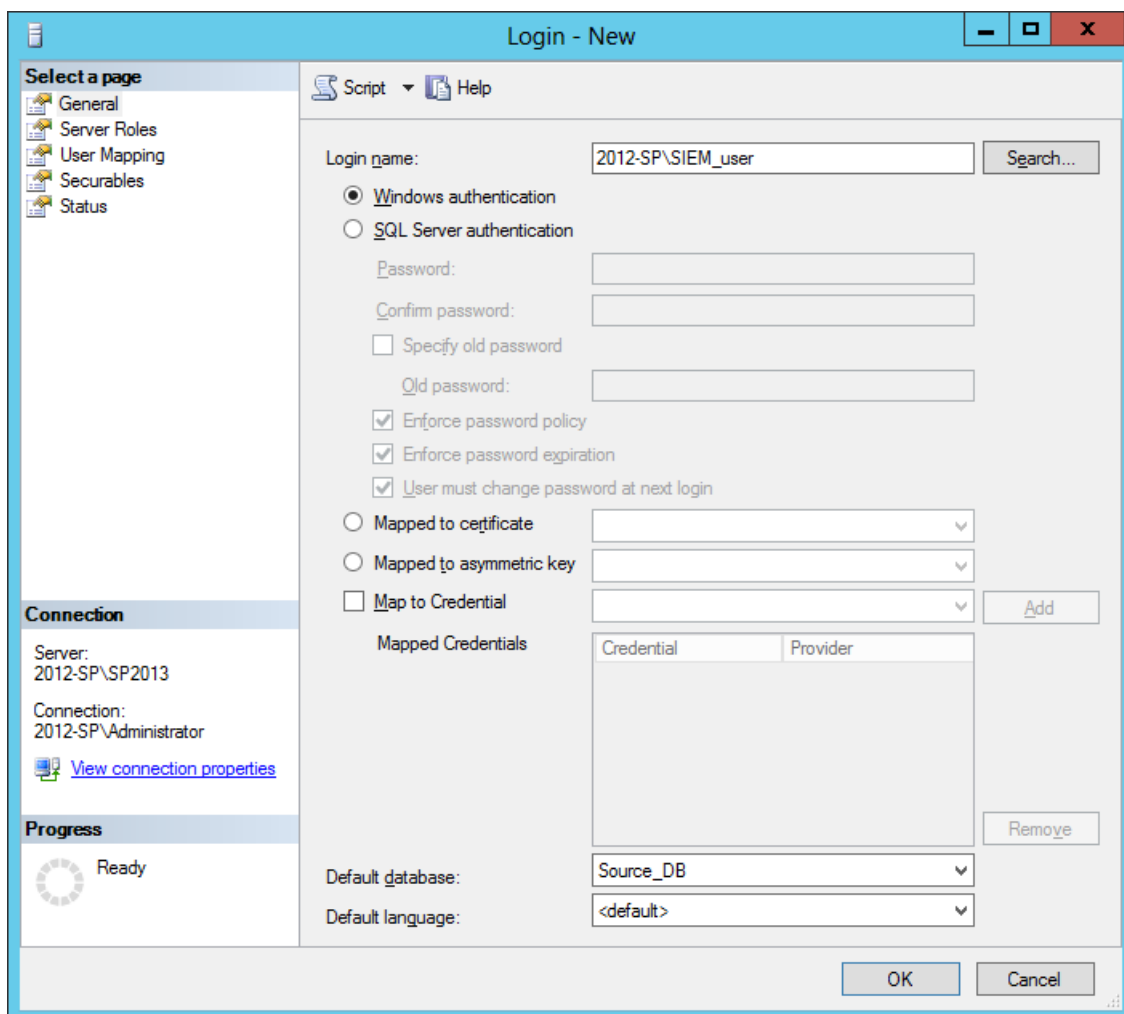 Login - New
Select a page
General
Server Roles
User Mapping
Securables
Status
Script
Help
Login name:
2012-SP\SIEM_user
Search...
Windows authentication
SQL Server authentication
Password:
Confirm password:
Specify old password
Old password:
Enforce password policy
Enforce password expiration
User must change password at next login
Mapped to certificate
Mapped to asymmetric key
Map to Credential
Add
Mapped Credentials
Credential
Provider
Remove
Default database:
Source_DB
Default language:
<default>
Connection
Server:
2012-SP\SP2013
Connection:
2012-SP\Administrator
View connection properties
Progress
Ready
OK
Cancel